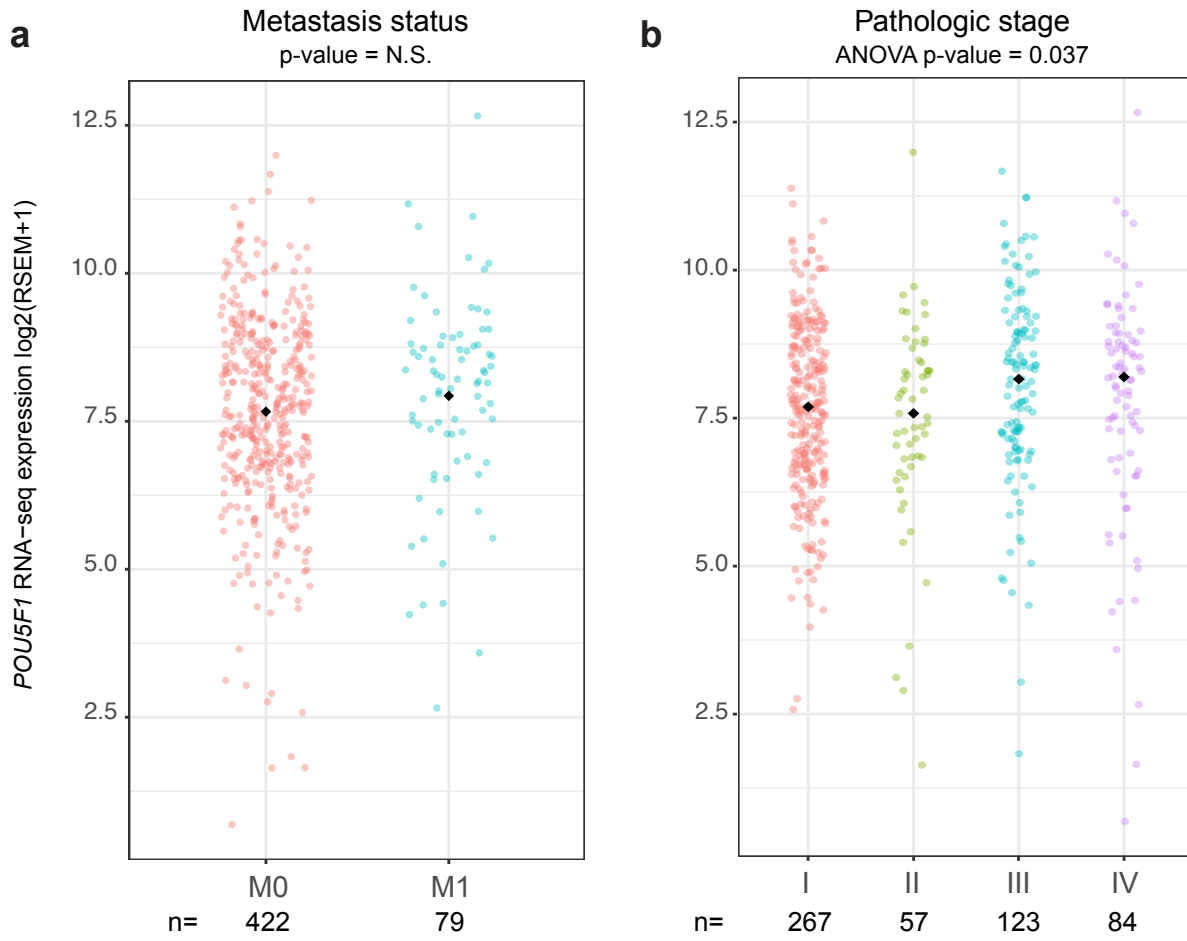 a
Metastasis status
p-value = N.S.
POU5F1 RNA−seq expression log2(RSEM+1)
12.5
10.0
7.5
5.0
2.5
M0 M1
n= 422 79
b
Pathologic stage
ANOVA p-value = 0.037
12.5
10.0
7.5
5.0
2.5
I II III IV
n= 267 57 123 84